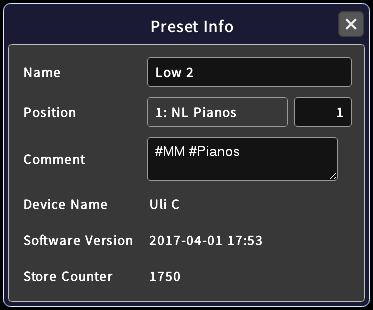 Preset Info
Name Low 2
Position 1: NL Pianos 1
Comment #MM #Pianos
Device Name Uli C
Software Version 2017-04-01 17:53
Store Counter 1750